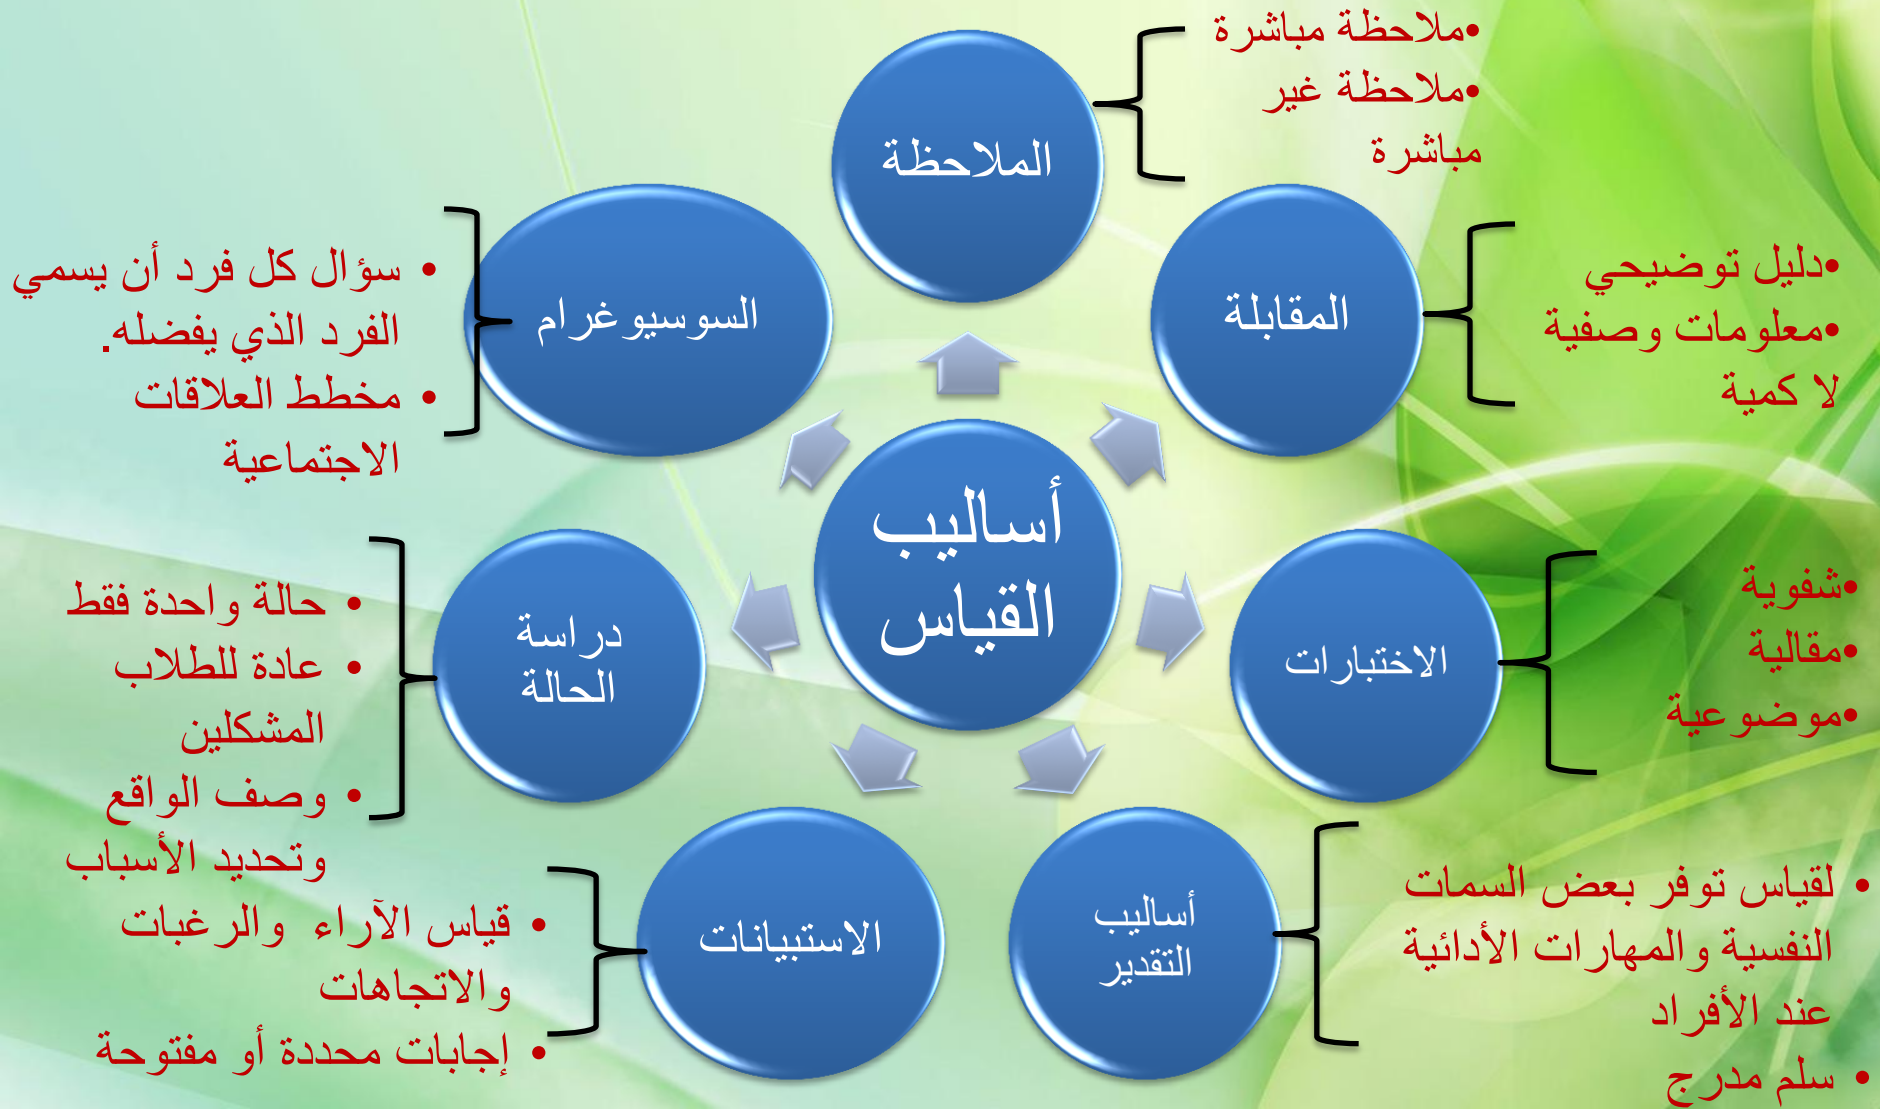 أساليب
القياس
الملاحظة
•ملاحظة مباشرة
•ملاحظة غير
مباشرة
المقابلة
•دليل توضيحي
•معلومات وصفية
لا كمية
الاختبارات
•شفوية
•مقالية
•موضوعية
أساليب
التقدير
• لقياس توفر بعض السمات
النفسية والمهارات الأدائية
عند الأفراد
• سلم مدرج
الاستبيانات
• قياس الآراء والرغبات
والاتجاهات
• إجابات محددة أو مفتوحة
دراسة
الحالة
• حالة واحدة فقط
• عادة للطلاب
المشكلين
• وصف الواقع
وتحديد الأسباب
السوسيوغرام
• سؤال كل فرد أن يسمي
الفرد الذي يفضله.
• مخطط العلاقات
الاجتماعية